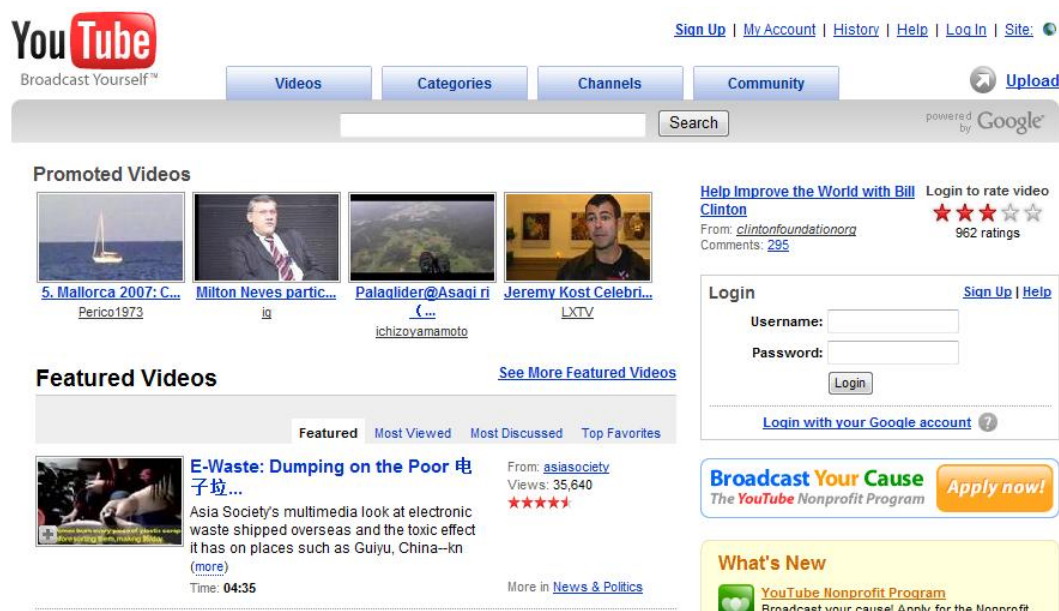 YouTube
Broadcast Yourself™
Sign Up | My Account | History | Help | Log In | Site:
Videos
Categories
Channels
Community
Upload
Search
powered by Google™
Promoted Videos
5. Mallorca 2007: C...
Perico1973
Milton Neves partic...
ig
Palaglider@Asagi ri
( ...
ichizoyamamoto
Jeremy Kost Celebri...
LXTV
Help Improve the World with Bill
Clinton
From: clintonfoundationorg
Comments: 295
Login to rate video
962 ratings
Login
Sign Up | Help
Username:
Password:
Login
Login with your Google account ?
Featured Videos
See More Featured Videos
Featured
Most Viewed
Most Discussed
Top Favorites
E-Waste: Dumping on the Poor 电
子垃...
Asia Society's multimedia look at electronic
waste shipped overseas and the toxic effect
it has on places such as Guiyu, China--kn
(more)
Time: 04:35
From: asiasociety
Views: 35,640
More in News & Politics
Broadcast Your Cause
The YouTube Nonprofit Program
Apply now!
What's New
YouTube Nonprofit Program
Broadcast your cause! Apply for the Nonprofit